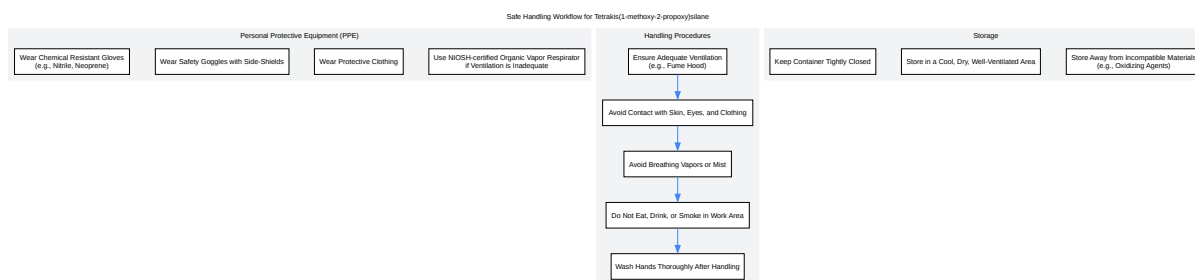 Safe Handling Workflow for Tetrakis(1-methoxy-2-propoxy)silane
Personal Protective Equipment (PPE)
Wear Chemical Resistant Gloves
(e.g., Nitrile, Neoprene)
Wear Safety Goggles with Side-Shields
Wear Protective Clothing
Use NIOSH-certified Organic Vapor Respirator
if Ventilation is Inadequate
Handling Procedures
Ensure Adequate Ventilation
(e.g., Fume Hood)
Avoid Contact with Skin, Eyes, and Clothing
Avoid Breathing Vapors or Mist
Do Not Eat, Drink, or Smoke in Work Area
Wash Hands Thoroughly After Handling
Storage
Keep Container Tightly Closed
Store in a Cool, Dry, Well-Ventilated Area
Store Away from Incompatible Materials
(e.g., Oxidizing Agents)